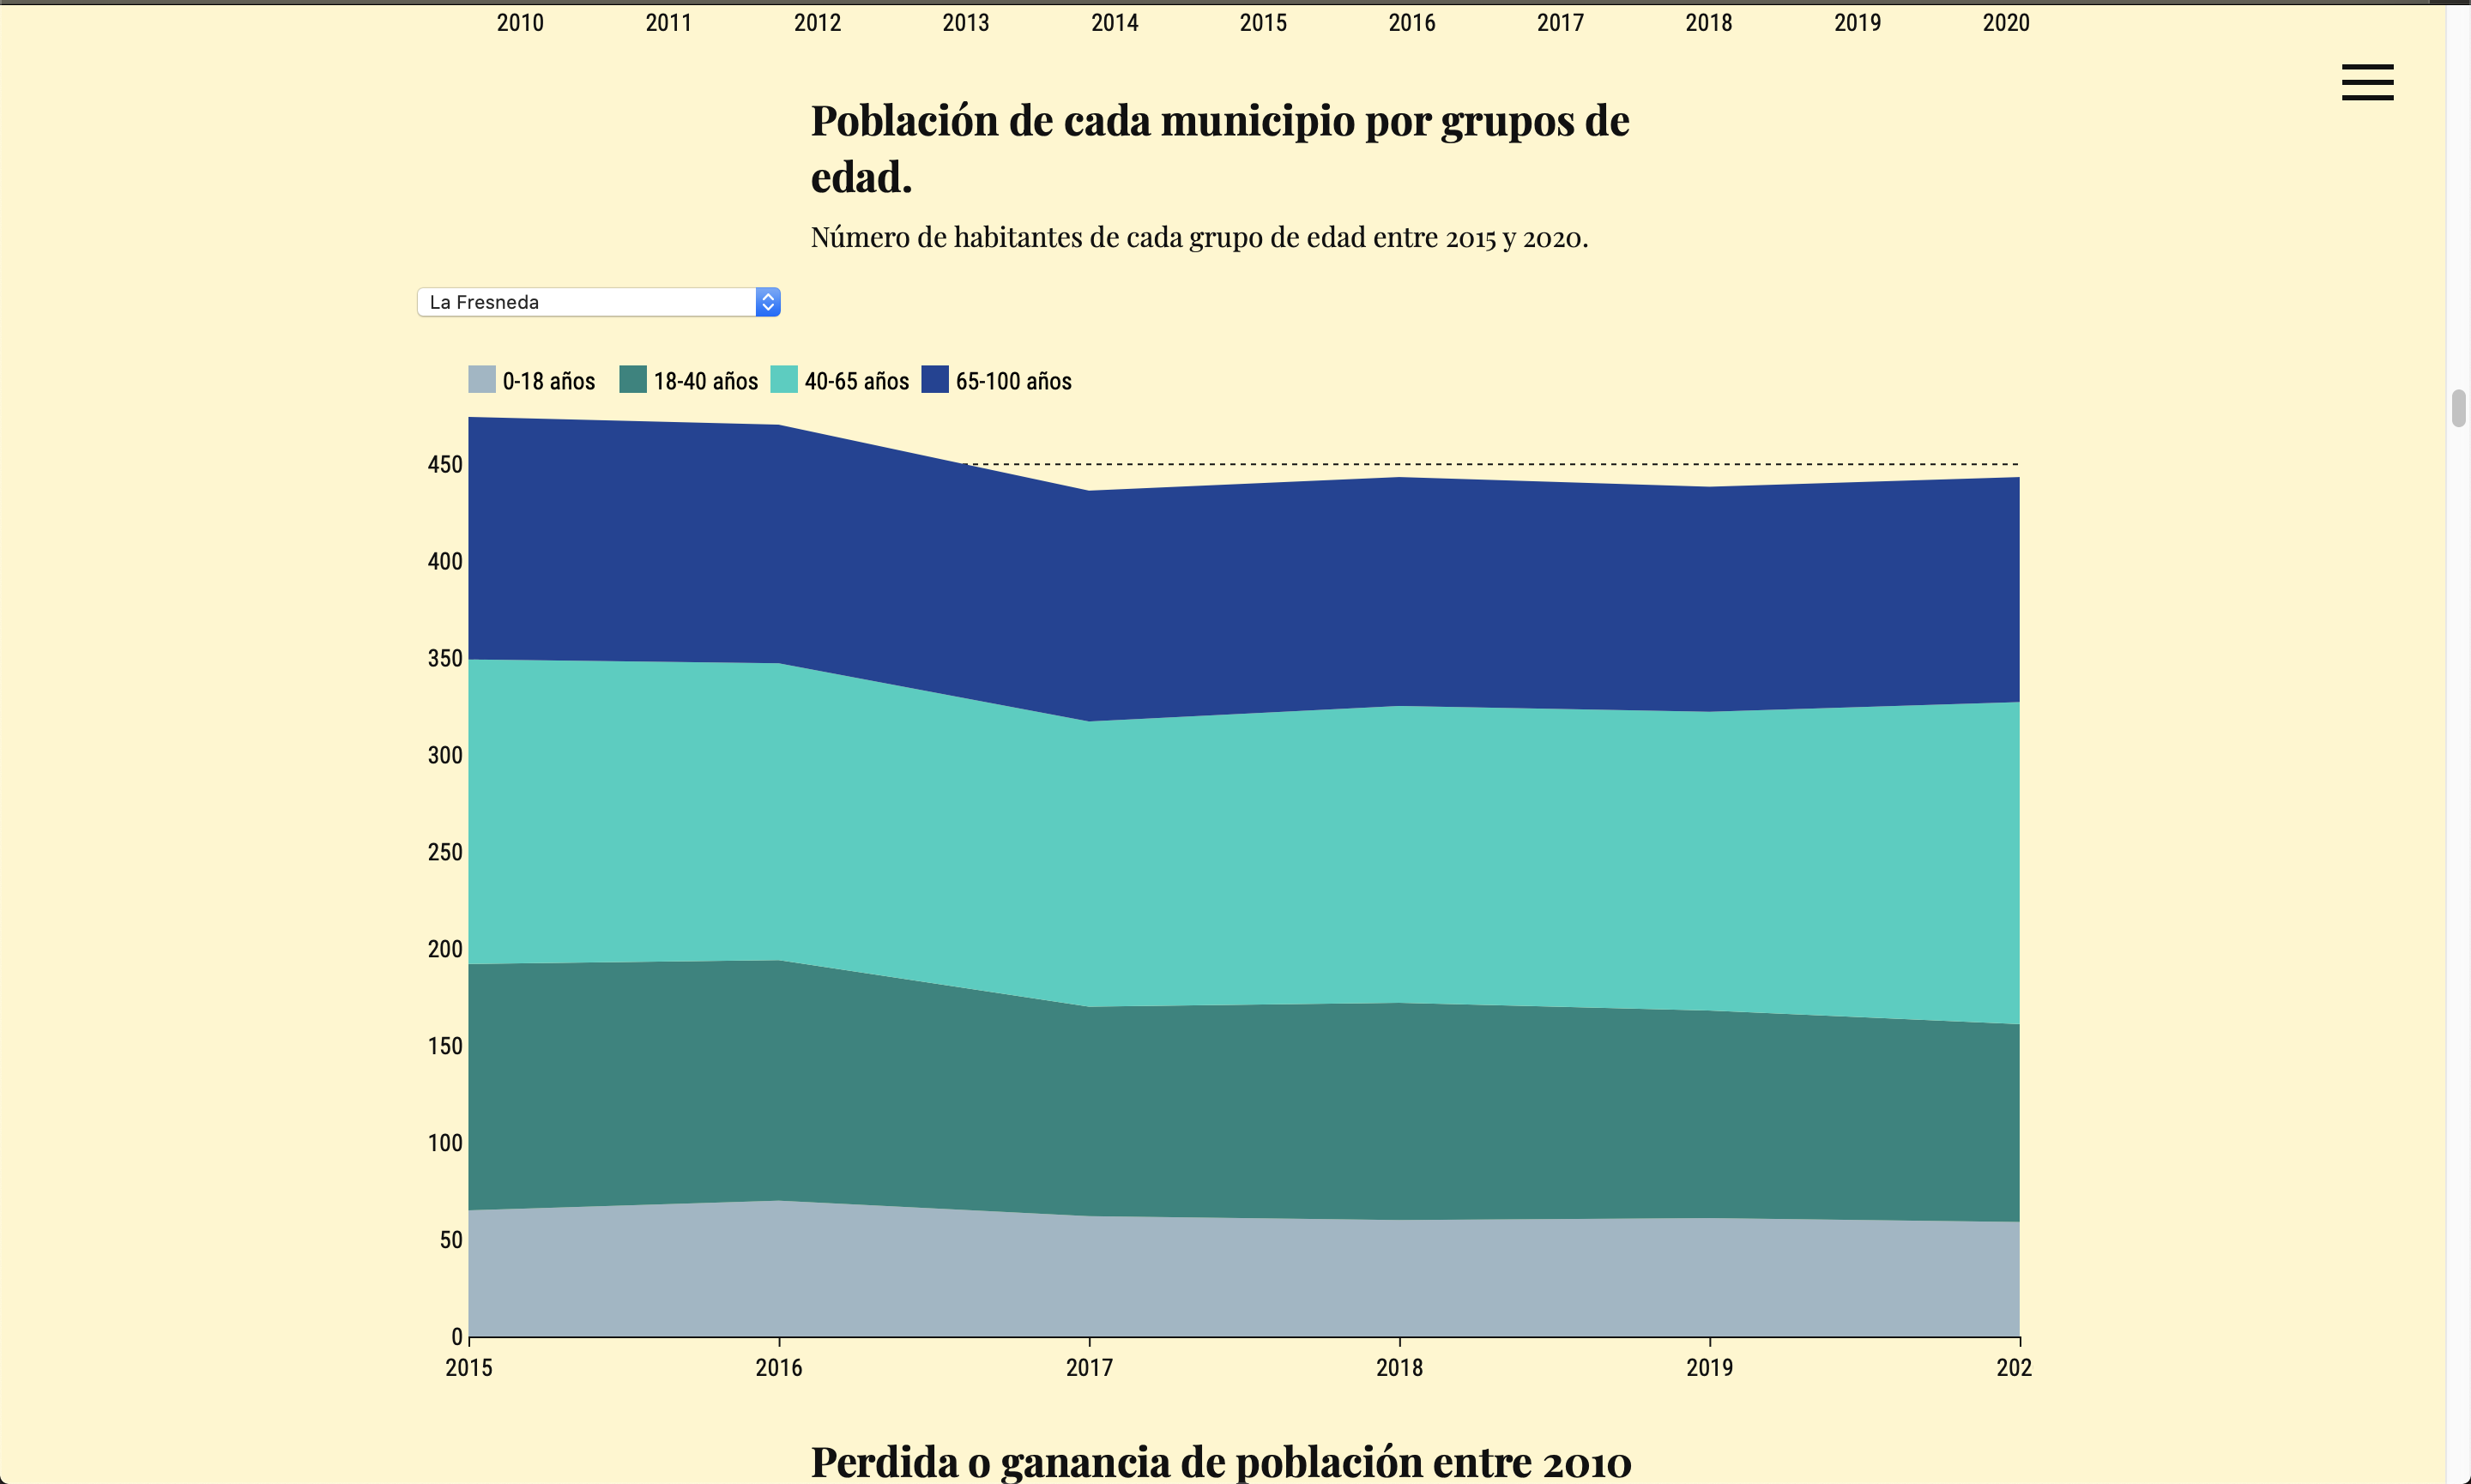 2010 2011 2012 2013 2014 2015 2016 2017 2018 2019 2020
Población de cada municipio por grupos de
edad.
Número de habitantes de cada grupo de edad entre 2015 y 2020.
La Fresneda
0-18 años 18-40 años 40-65 años 65-100 años
450
400
350
300
250
200
150
100
50
0
2015 2016 2017 2018 2019 202
Perdida o ganancia de población entre 2010